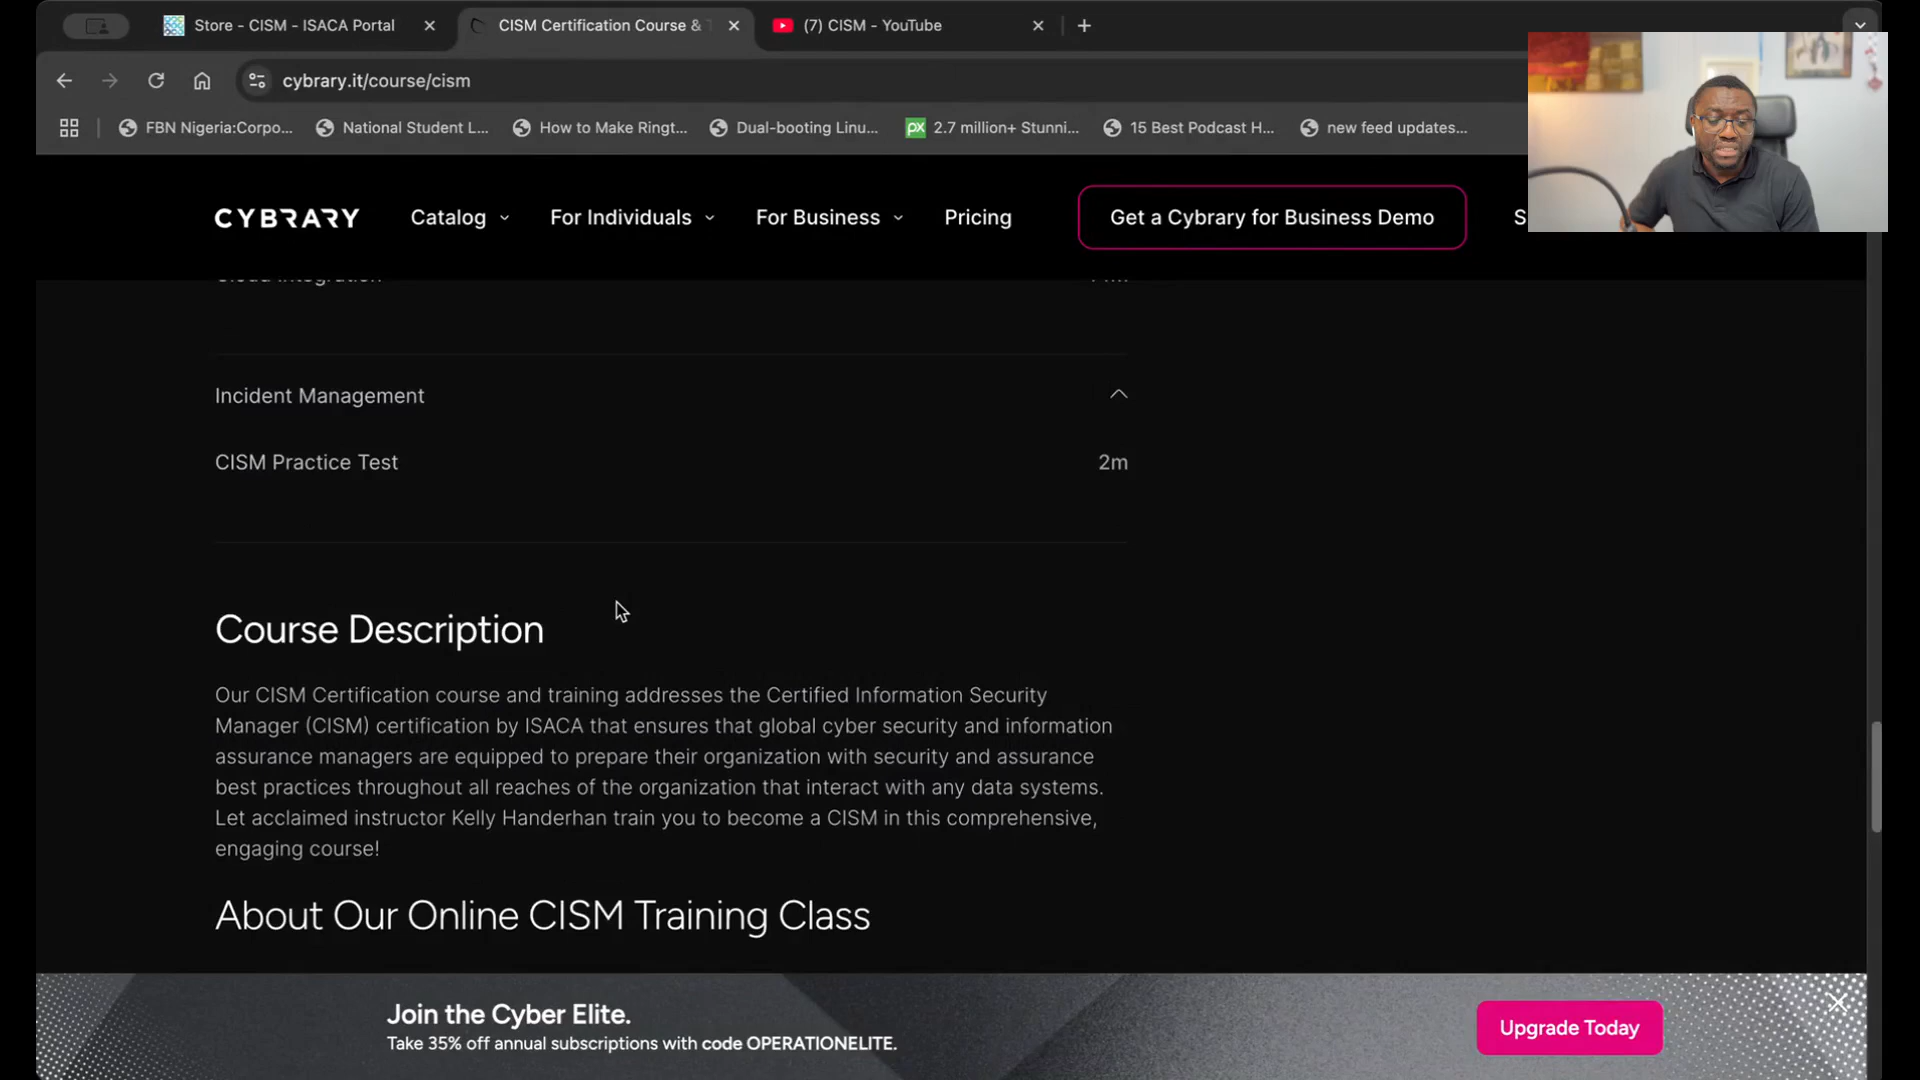 Store - CISM - ISACA Portal
CISM Certification Course &
(7) CISM - YouTube
cybrary.it/course/cism
FBN Nigeria:Corpo...
National Student L...
How to Make Ringt...
Dual-booting Linu...
px
2.7 million+ Stunni...
15 Best Podcast H...
new feed updates...
CYBRARY
Catalog
For Individuals
For Business
Pricing
Get a Cybrary for Business Demo
S
Cloud Integration
Incident Management
CISM Practice Test
2m
Course Description
Our CISM Certification course and training addresses the Certified Information Security
Manager (CISM) certification by ISACA that ensures that global cyber security and information
assurance managers are equipped to prepare their organization with security and assurance
best practices throughout all reaches of the organization that interact with any data systems.
Let acclaimed instructor Kelly Handerhan train you to become a CISM in this comprehensive,
engaging course!
About Our Online CISM Training Class
Join the Cyber Elite.
Take 35% off annual subscriptions with code OPERATIONELITE.
Upgrade Today